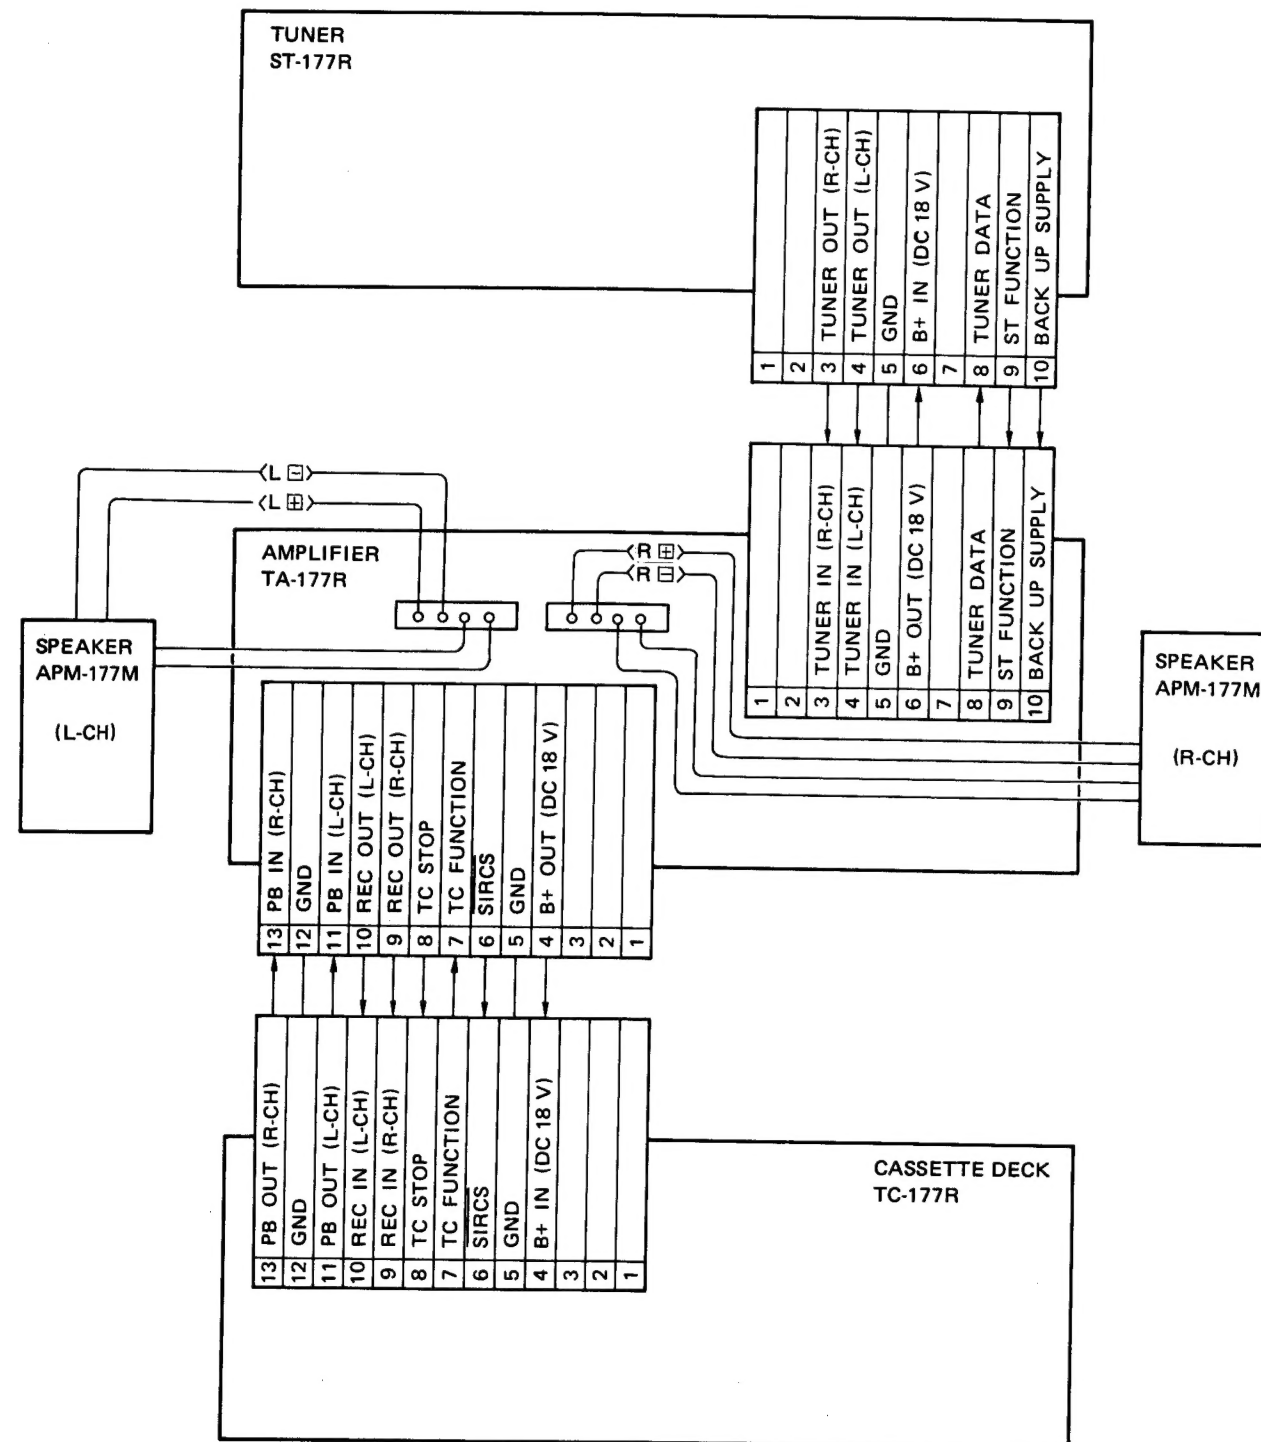 TUNER
ST-177R
TUNER OUT (R-CH)
TUNER OUT (L-CH)
GND
B+ IN (DC 18 V)
TUNER DATA
ST FUNCTION
BACK UP SUPPLY
1
2
3
4
5
6
7
8
9
10
⟨L ⊟⟩
⟨L ⊞⟩
AMPLIFIER
TA-177R
⟨R ⊞⟩
⟨R ⊟⟩
TUNER IN (R-CH)
TUNER IN (L-CH)
GND
B+ OUT (DC 18 V)
TUNER DATA
ST FUNCTION
BACK UP SUPPLY
1
2
3
4
5
6
7
8
9
10
SPEAKER
APM-177M
(L-CH)
SPEAKER
APM-177M
(R-CH)
PB IN (R-CH)
GND
PB IN (L-CH)
REC OUT (L-CH)
REC OUT (R-CH)
TC STOP
TC FUNCTION
SIRCS
GND
B+ OUT (DC 18 V)
13
12
11
10
9
8
7
6
5
4
3
2
1
PB OUT (R-CH)
GND
PB OUT (L-CH)
REC IN (L-CH)
REC IN (R-CH)
TC STOP
TC FUNCTION
SIRCS
GND
B+ IN (DC 18 V)
13
12
11
10
9
8
7
6
5
4
3
2
1
CASSETTE DECK
TC-177R